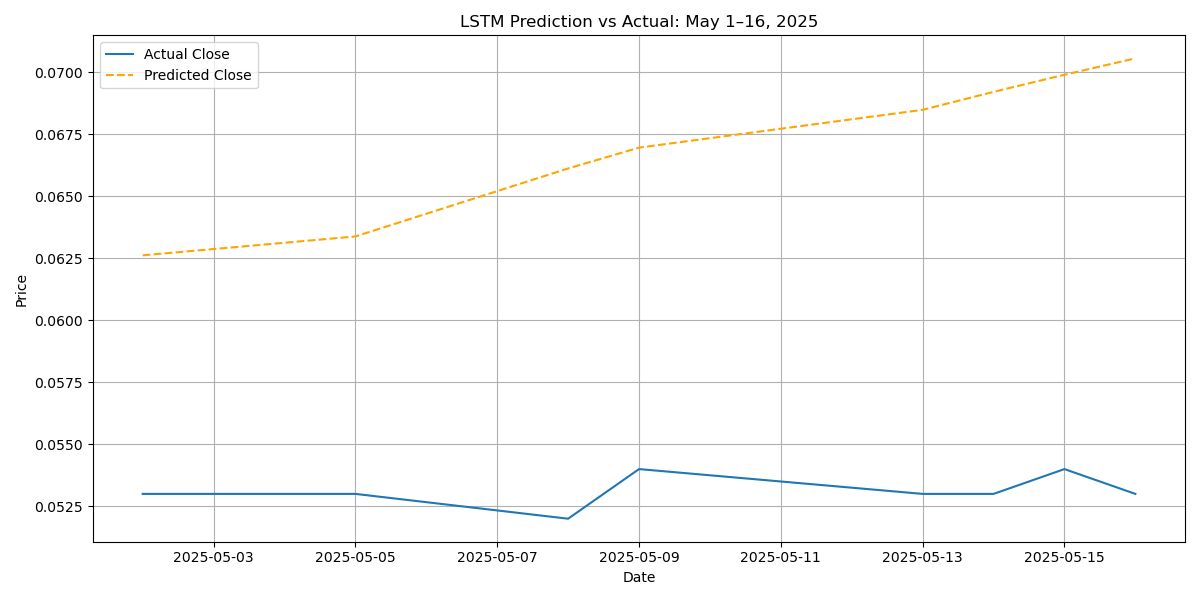 LSTM Prediction vs Actual: May 1–16, 2025
Actual Close
Predicted Close
0.0700
0.0675
0.0650
0.0625
0.0600
0.0575
0.0550
0.0525
Price
2025-05-03 2025-05-05 2025-05-07 2025-05-09 2025-05-11 2025-05-13 2025-05-15
Date